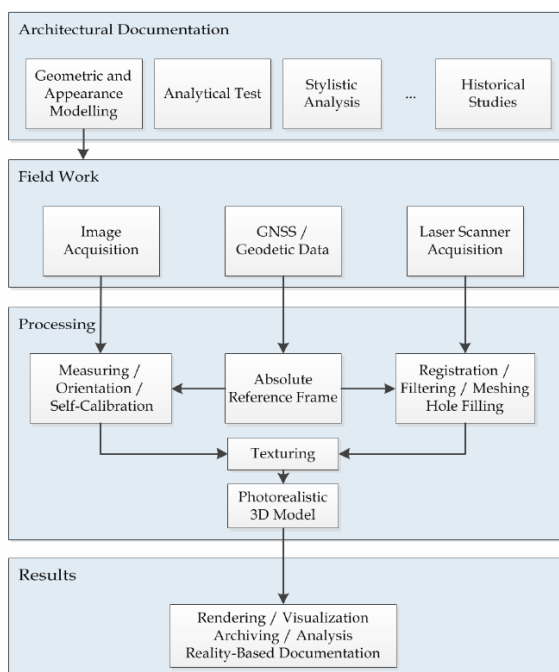 Architectural Documentation
Geometric and
Appearance
Modelling
Analytical Test
Stylistic
Analysis
...
Historical
Studies
Field Work
Image
Acquisition
GNSS /
Geodetic Data
Laser Scanner
Acquisition
Processing
Measuring /
Orientation /
Self-Calibration
Absolute
Reference Frame
Registration /
Filtering / Meshing
Hole Filling
Texturing
Photorealistic
3D Model
Results
Rendering / Visualization
Archiving / Analysis
Reality-Based Documentation